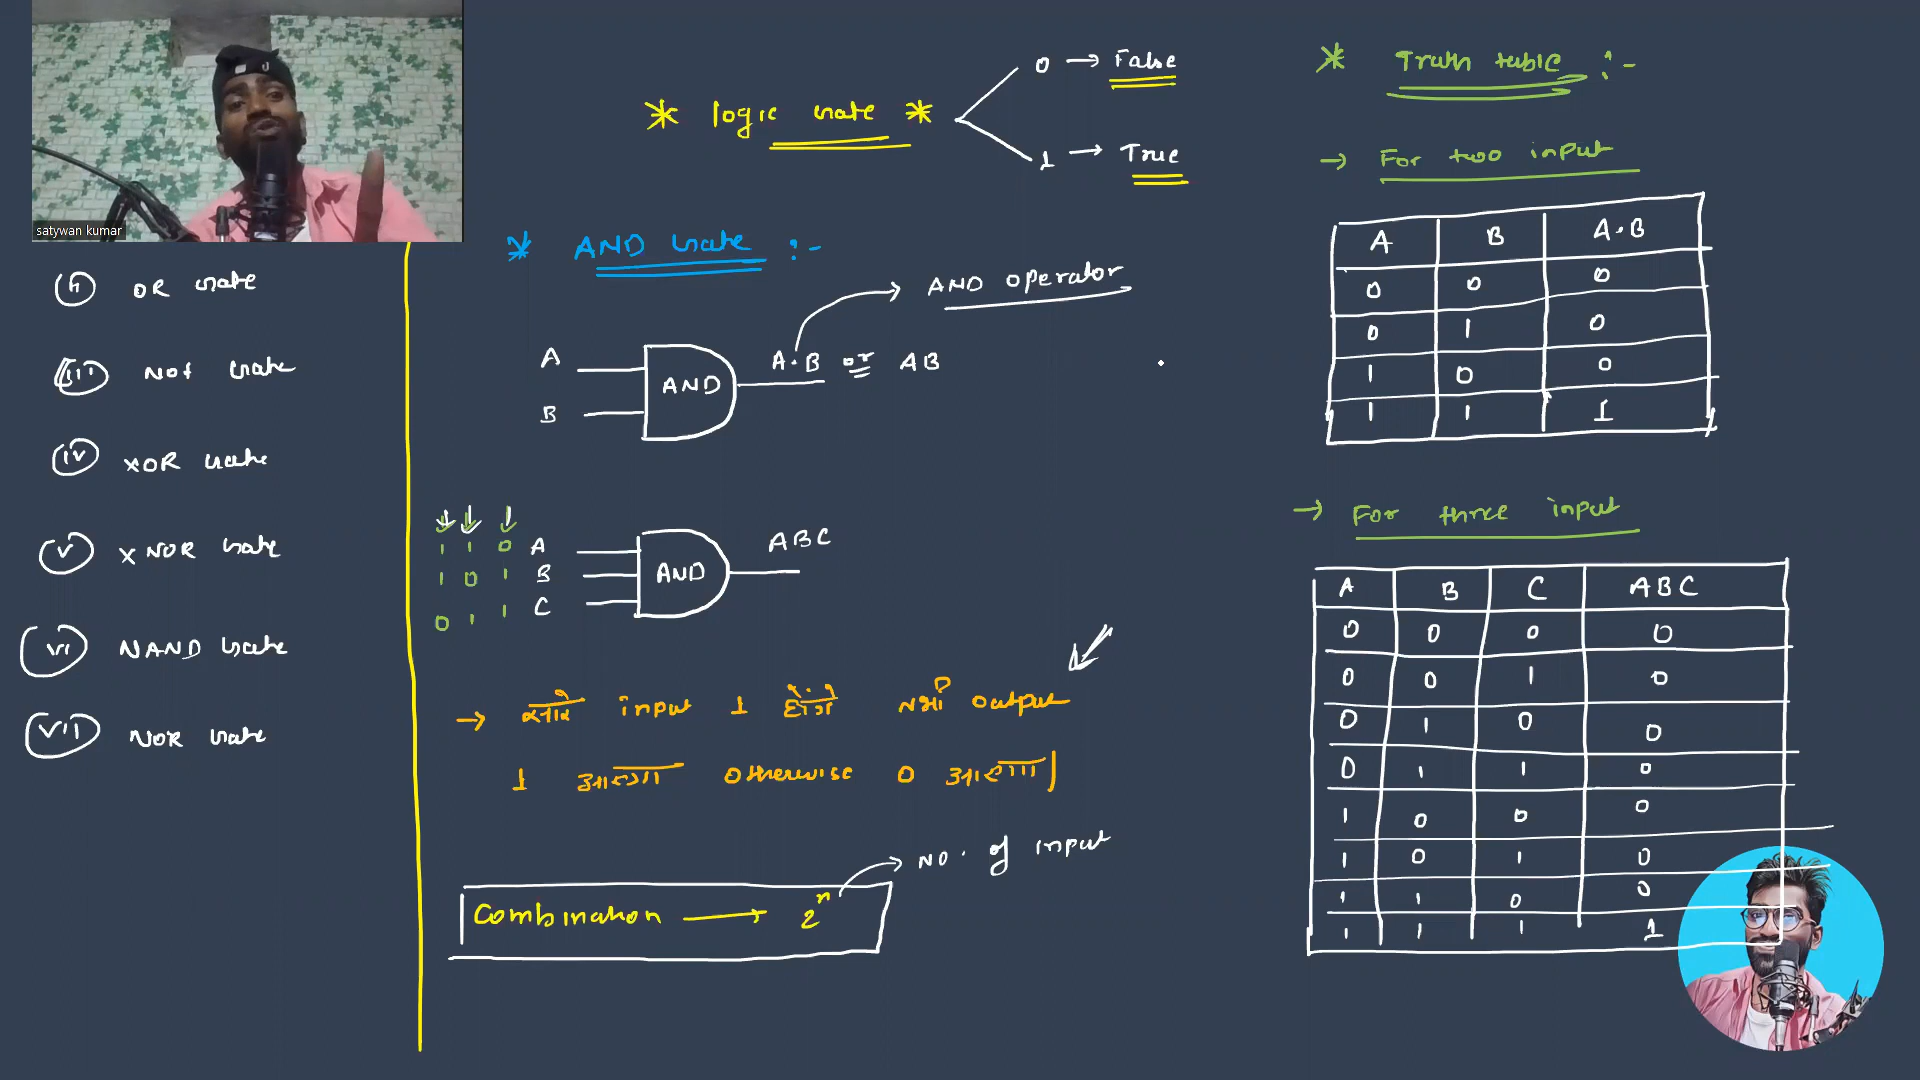 satywan kumar
* logic Gate *
0 → False
1 → True
(ii) OR Gate
(iii) Not Gate
(iv) XOR Gate
(v) XNOR Gate
(vi) NAND Gate
(vii) NOR Gate
* AND Gate :-
AND operator
A
B
AND
A·B or AB
1 1 0 A
1 0 1 B
0 1 1 C
AND
ABC
→ input 1 output
1 otherwise 0
Combination → 2ⁿ
→ No. of input
* Truth table :-
→ For two input
A B A·B
0 0 0
0 1 0
1 0 0
1 1 1
→ For three input
A B C ABC
0 0 0 0
0 0 1 0
0 1 0 0
0 1 1 0
1 0 0 0
1 0 1 0
1 1 0 0
1 1 1 1